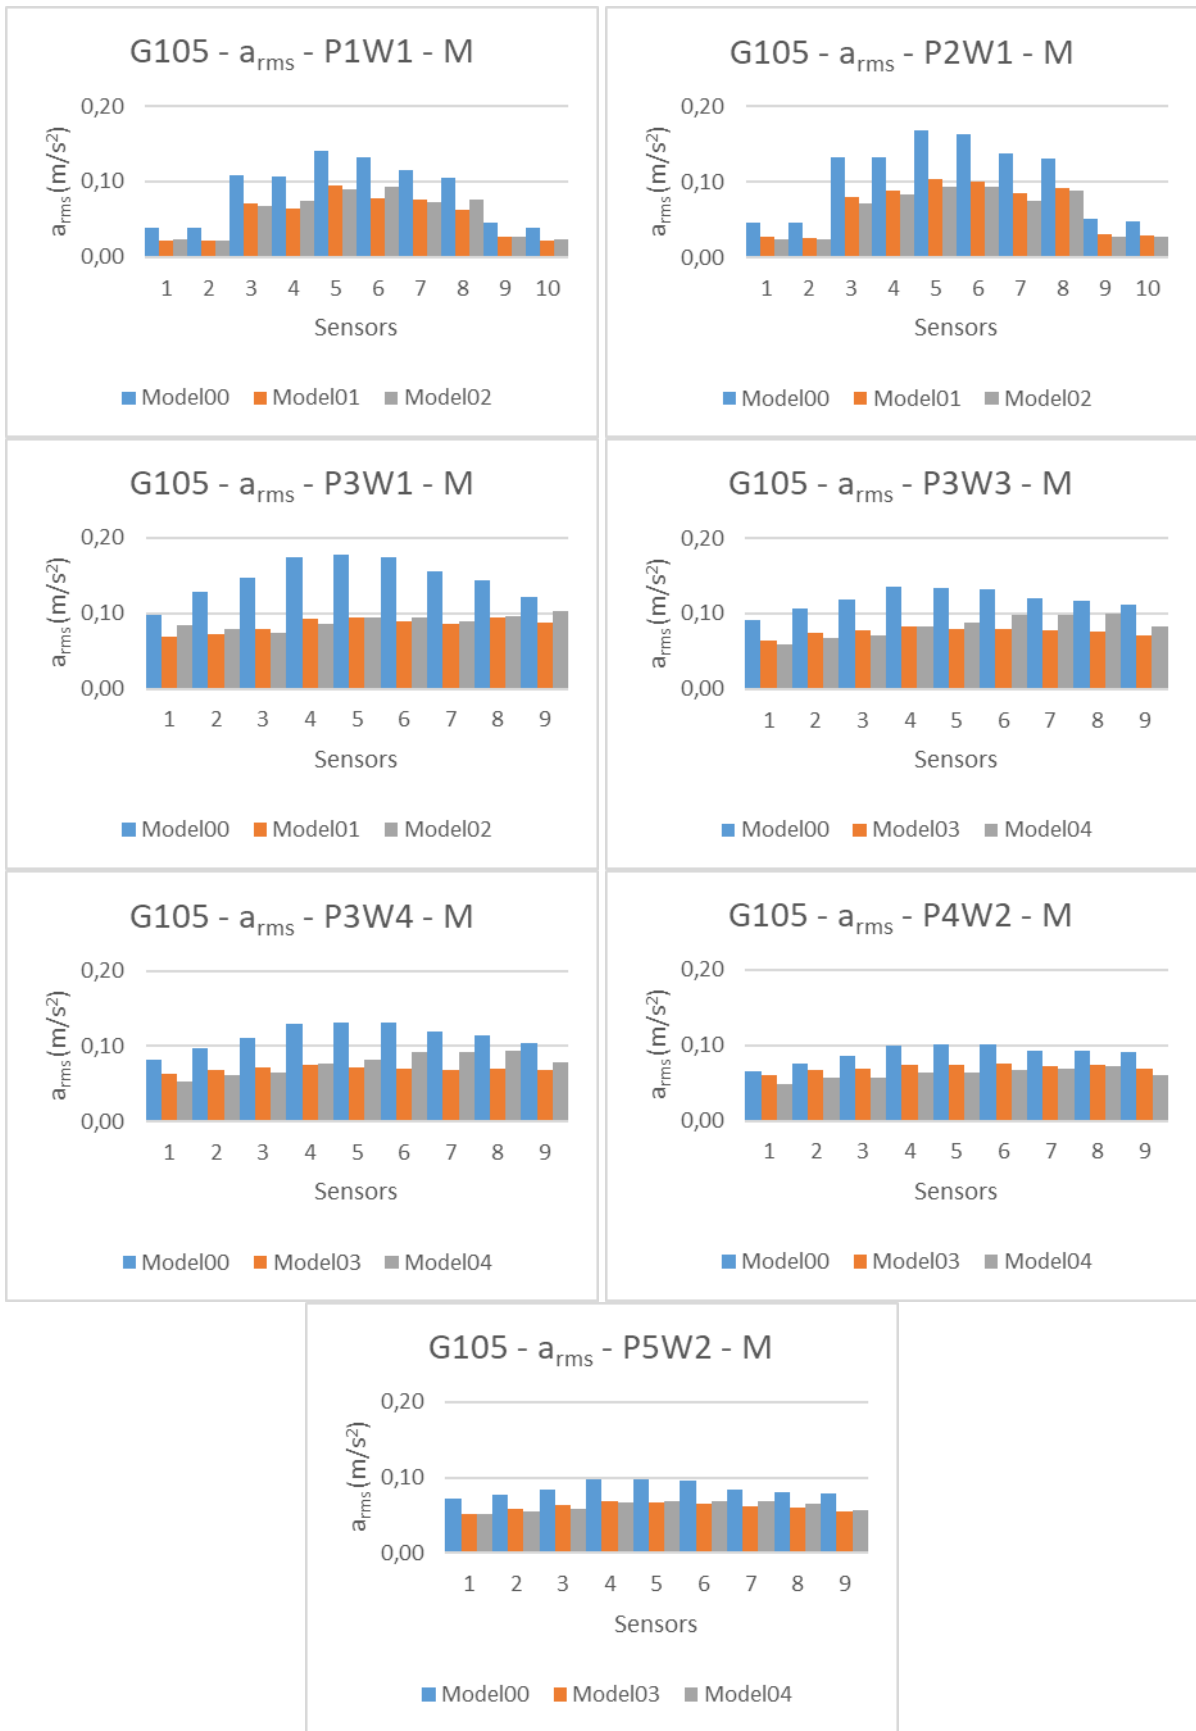 G105 - arms - P1W1 - M
0,20
0,10
0,00
arms (m/s²)
1 2 3 4 5 6 7 8 9 10
Sensors
Model00 Model01 Model02
G105 - arms - P2W1 - M
0,20
0,10
0,00
arms (m/s²)
1 2 3 4 5 6 7 8 9 10
Sensors
Model00 Model01 Model02
G105 - arms - P3W1 - M
0,20
0,10
0,00
arms (m/s²)
1 2 3 4 5 6 7 8 9
Sensors
Model00 Model01 Model02
G105 - arms - P3W3 - M
0,20
0,10
0,00
arms (m/s²)
1 2 3 4 5 6 7 8 9
Sensors
Model00 Model03 Model04
G105 - arms - P3W4 - M
0,20
0,10
0,00
arms (m/s²)
1 2 3 4 5 6 7 8 9
Sensors
Model00 Model03 Model04
G105 - arms - P4W2 - M
0,20
0,10
0,00
arms (m/s²)
1 2 3 4 5 6 7 8 9
Sensors
Model00 Model03 Model04
G105 - arms - P5W2 - M
0,20
0,10
0,00
arms (m/s²)
1 2 3 4 5 6 7 8 9
Sensors
Model00 Model03 Model04